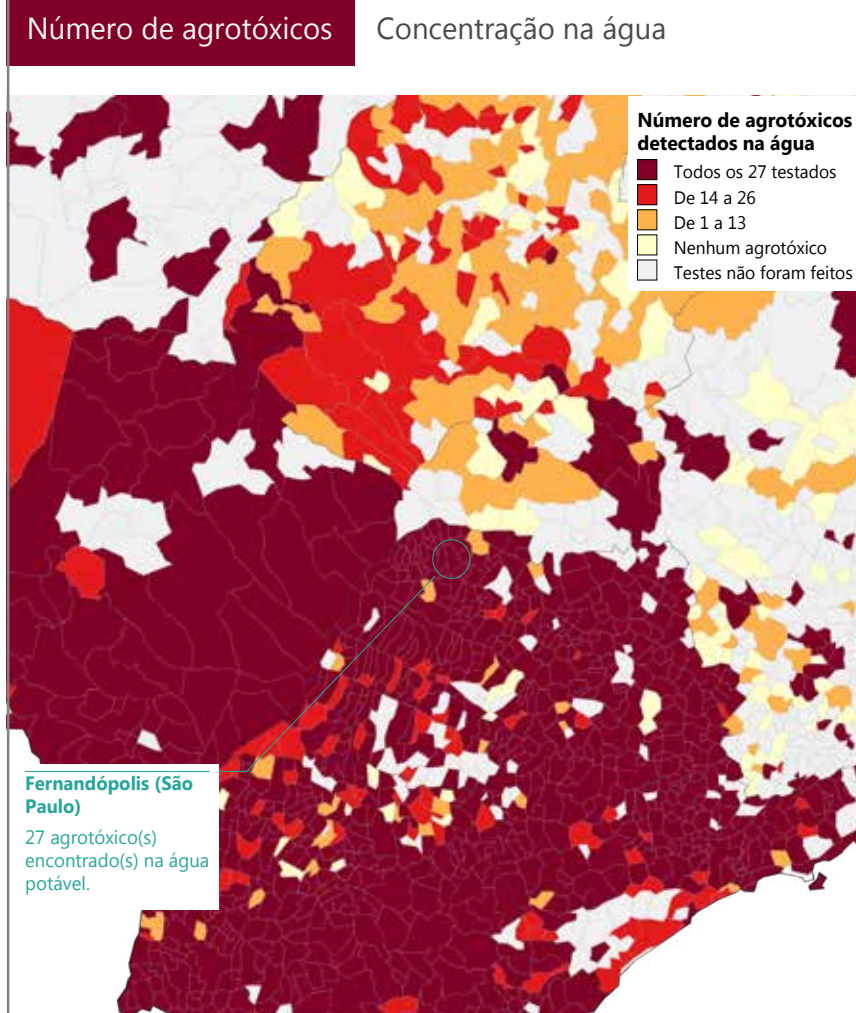 Número de agrotóxicos
Concentração na água
Número de agrotóxicos
detectados na água
Todos os 27 testados
De 14 a 26
De 1 a 13
Nenhum agrotóxico
Testes não foram feitos
Fernandópolis (São
Paulo)
27 agrotóxico(s)
encontrado(s) na água
potável.